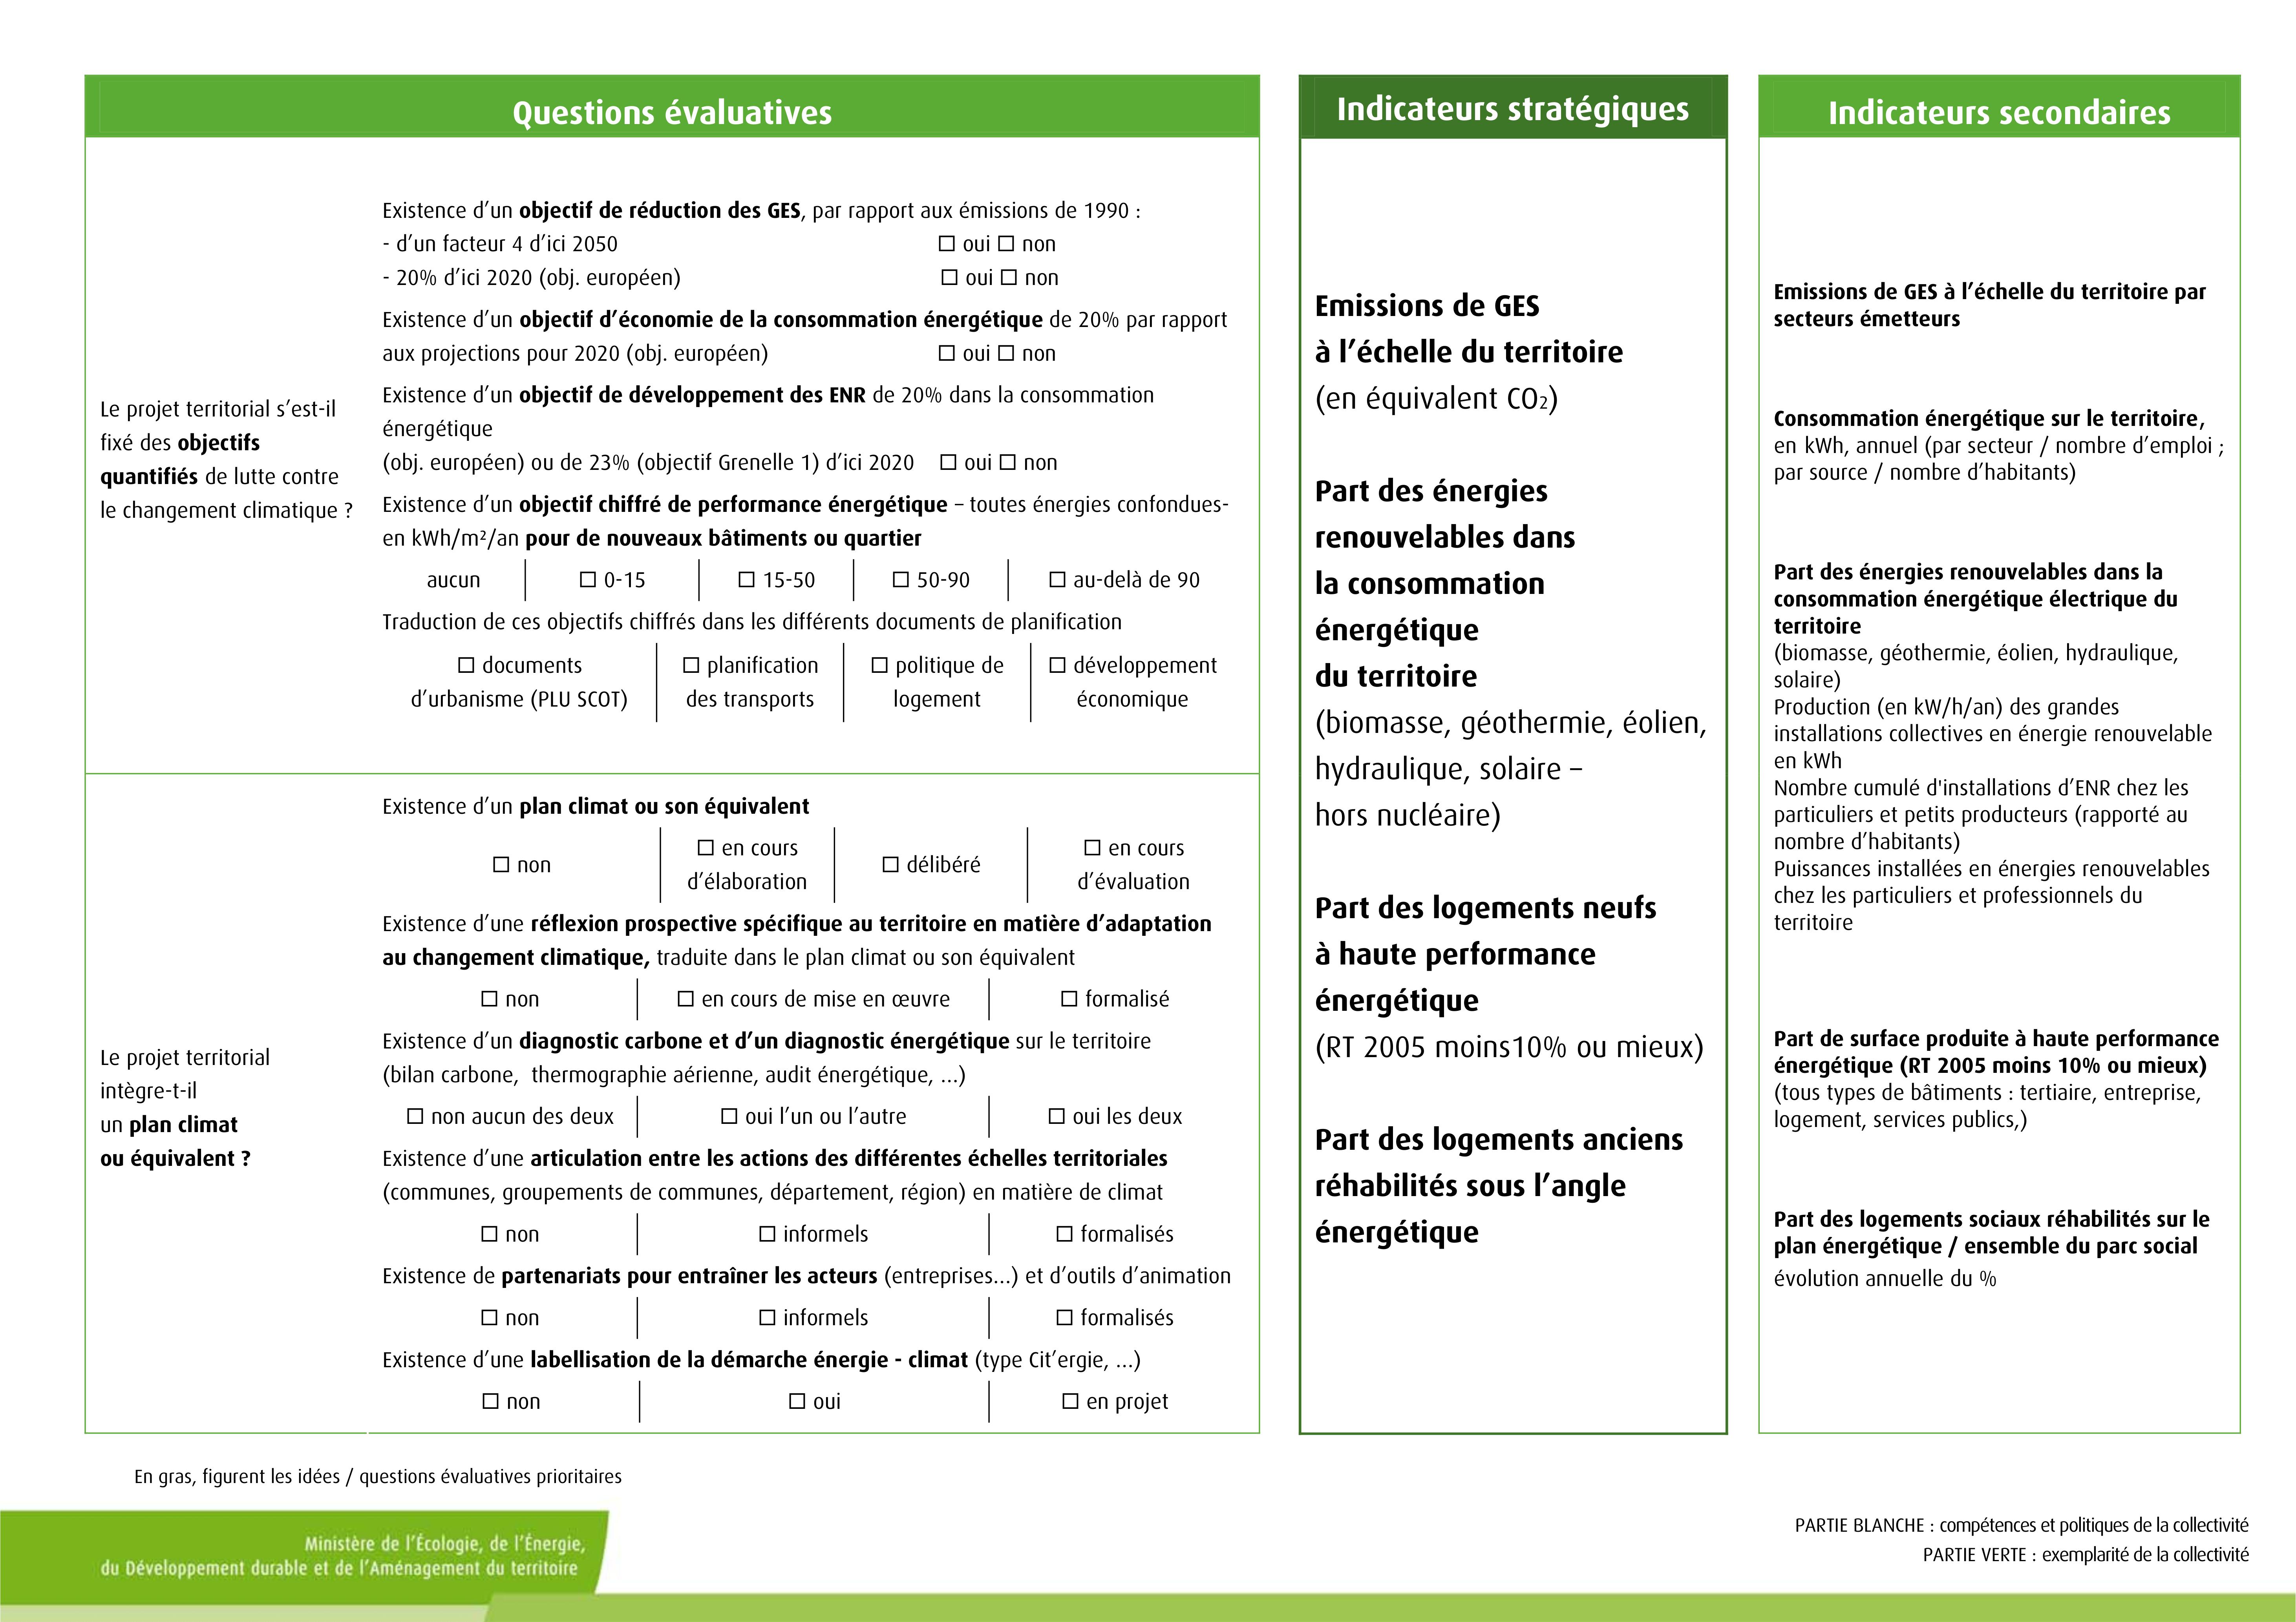 Questions évaluatives
Le projet territorial s’est-il
fixé des objectifs
quantifiés de lutte contre
le changement climatique ?
Existence d’un objectif de réduction des GES, par rapport aux émissions de 1990 :
- d’un facteur 4 d’ici 2050 ☐ oui ☐ non
- 20% d’ici 2020 (obj. européen) ☐ oui ☐ non
Existence d’un objectif d’économie de la consommation énergétique de 20% par rapport
aux projections pour 2020 (obj. européen) ☐ oui ☐ non
Existence d’un objectif de développement des ENR de 20% dans la consommation
énergétique
(obj. européen) ou de 23% (objectif Grenelle 1) d’ici 2020 ☐ oui ☐ non
Existence d’un objectif chiffré de performance énergétique – toutes énergies confondues-
en kWh/m²/an pour de nouveaux bâtiments ou quartier
aucun ☐ 0-15 ☐ 15-50 ☐ 50-90 ☐ au-delà de 90
Traduction de ces objectifs chiffrés dans les différents documents de planification
☐ documents
d’urbanisme (PLU SCOT)
☐ planification
des transports
☐ politique de
logement
☐ développement
économique
Le projet territorial
intègre-t-il
un plan climat
ou équivalent ?
Existence d’un plan climat ou son équivalent
☐ non
☐ en cours
d’élaboration
☐ délibéré
☐ en cours
d’évaluation
Existence d’une réflexion prospective spécifique au territoire en matière d’adaptation
au changement climatique, traduite dans le plan climat ou son équivalent
☐ non ☐ en cours de mise en œuvre ☐ formalisé
Existence d’un diagnostic carbone et d’un diagnostic énergétique sur le territoire
(bilan carbone, thermographie aérienne, audit énergétique, ...)
☐ non aucun des deux ☐ oui l’un ou l’autre ☐ oui les deux
Existence d’une articulation entre les actions des différentes échelles territoriales
(communes, groupements de communes, département, région) en matière de climat
☐ non ☐ informels ☐ formalisés
Existence de partenariats pour entraîner les acteurs (entreprises...) et d’outils d’animation
☐ non ☐ informels ☐ formalisés
Existence d’une labellisation de la démarche énergie - climat (type Cit’ergie, ...)
☐ non ☐ oui ☐ en projet
Indicateurs stratégiques
Emissions de GES
à l’échelle du territoire
(en équivalent CO₂)
Part des énergies
renouvelables dans
la consommation
énergétique
du territoire
(biomasse, géothermie, éolien,
hydraulique, solaire –
hors nucléaire)
Part des logements neufs
à haute performance
énergétique
(RT 2005 moins10% ou mieux)
Part des logements anciens
réhabilités sous l’angle
énergétique
Indicateurs secondaires
Emissions de GES à l’échelle du territoire par
secteurs émetteurs
Consommation énergétique sur le territoire,
en kWh, annuel (par secteur / nombre d’emploi ;
par source / nombre d’habitants)
Part des énergies renouvelables dans la
consommation énergétique électrique du
territoire
(biomasse, géothermie, éolien, hydraulique,
solaire)
Production (en kW/h/an) des grandes
installations collectives en énergie renouvelable
en kWh
Nombre cumulé d'installations d’ENR chez les
particuliers et petits producteurs (rapporté au
nombre d’habitants)
Puissances installées en énergies renouvelables
chez les particuliers et professionnels du
territoire
Part de surface produite à haute performance
énergétique (RT 2005 moins 10% ou mieux)
(tous types de bâtiments : tertiaire, entreprise,
logement, services publics,)
Part des logements sociaux réhabilités sur le
plan énergétique / ensemble du parc social
évolution annuelle du %
En gras, figurent les idées / questions évaluatives prioritaires
Ministère de l’Écologie, de l’Énergie,
du Développement durable et de l’Aménagement du territoire
PARTIE BLANCHE : compétences et politiques de la collectivité
PARTIE VERTE : exemplarité de la collectivité